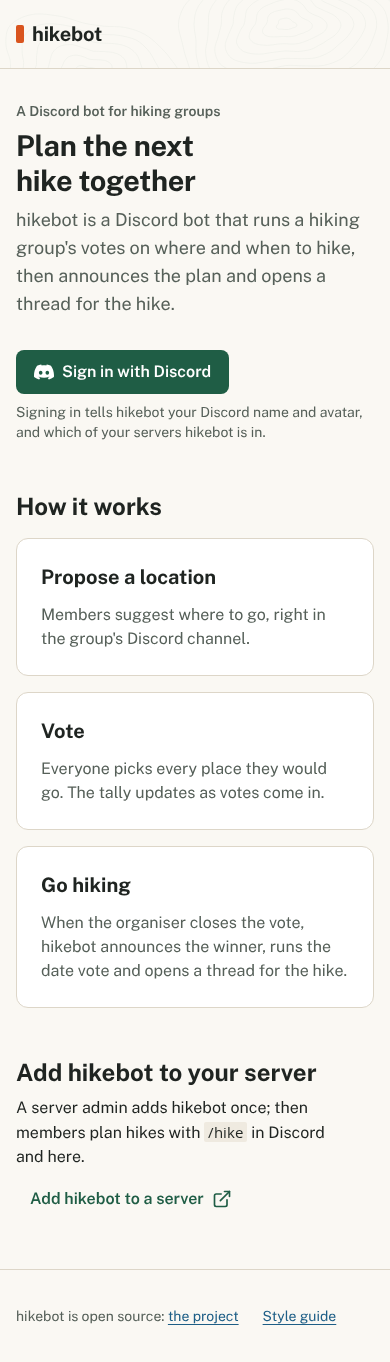 hikebot
A Discord bot for hiking groups
Plan the next
hike together
hikebot is a Discord bot that runs a hiking
group's votes on where and when to hike,
then announces the plan and opens a
thread for the hike.
Sign in with Discord
Signing in tells hikebot your Discord name and avatar,
and which of your servers hikebot is in.
How it works
Propose a location
Members suggest where to go, right in
the group's Discord channel.
Vote
Everyone picks every place they would
go. The tally updates as votes come in.
Go hiking
When the organiser closes the vote,
hikebot announces the winner, runs the
date vote and opens a thread for the hike.
Add hikebot to your server
A server admin adds hikebot once; then
members plan hikes with /hike in Discord
and here.
Add hikebot to a server
hikebot is open source: the project Style guide